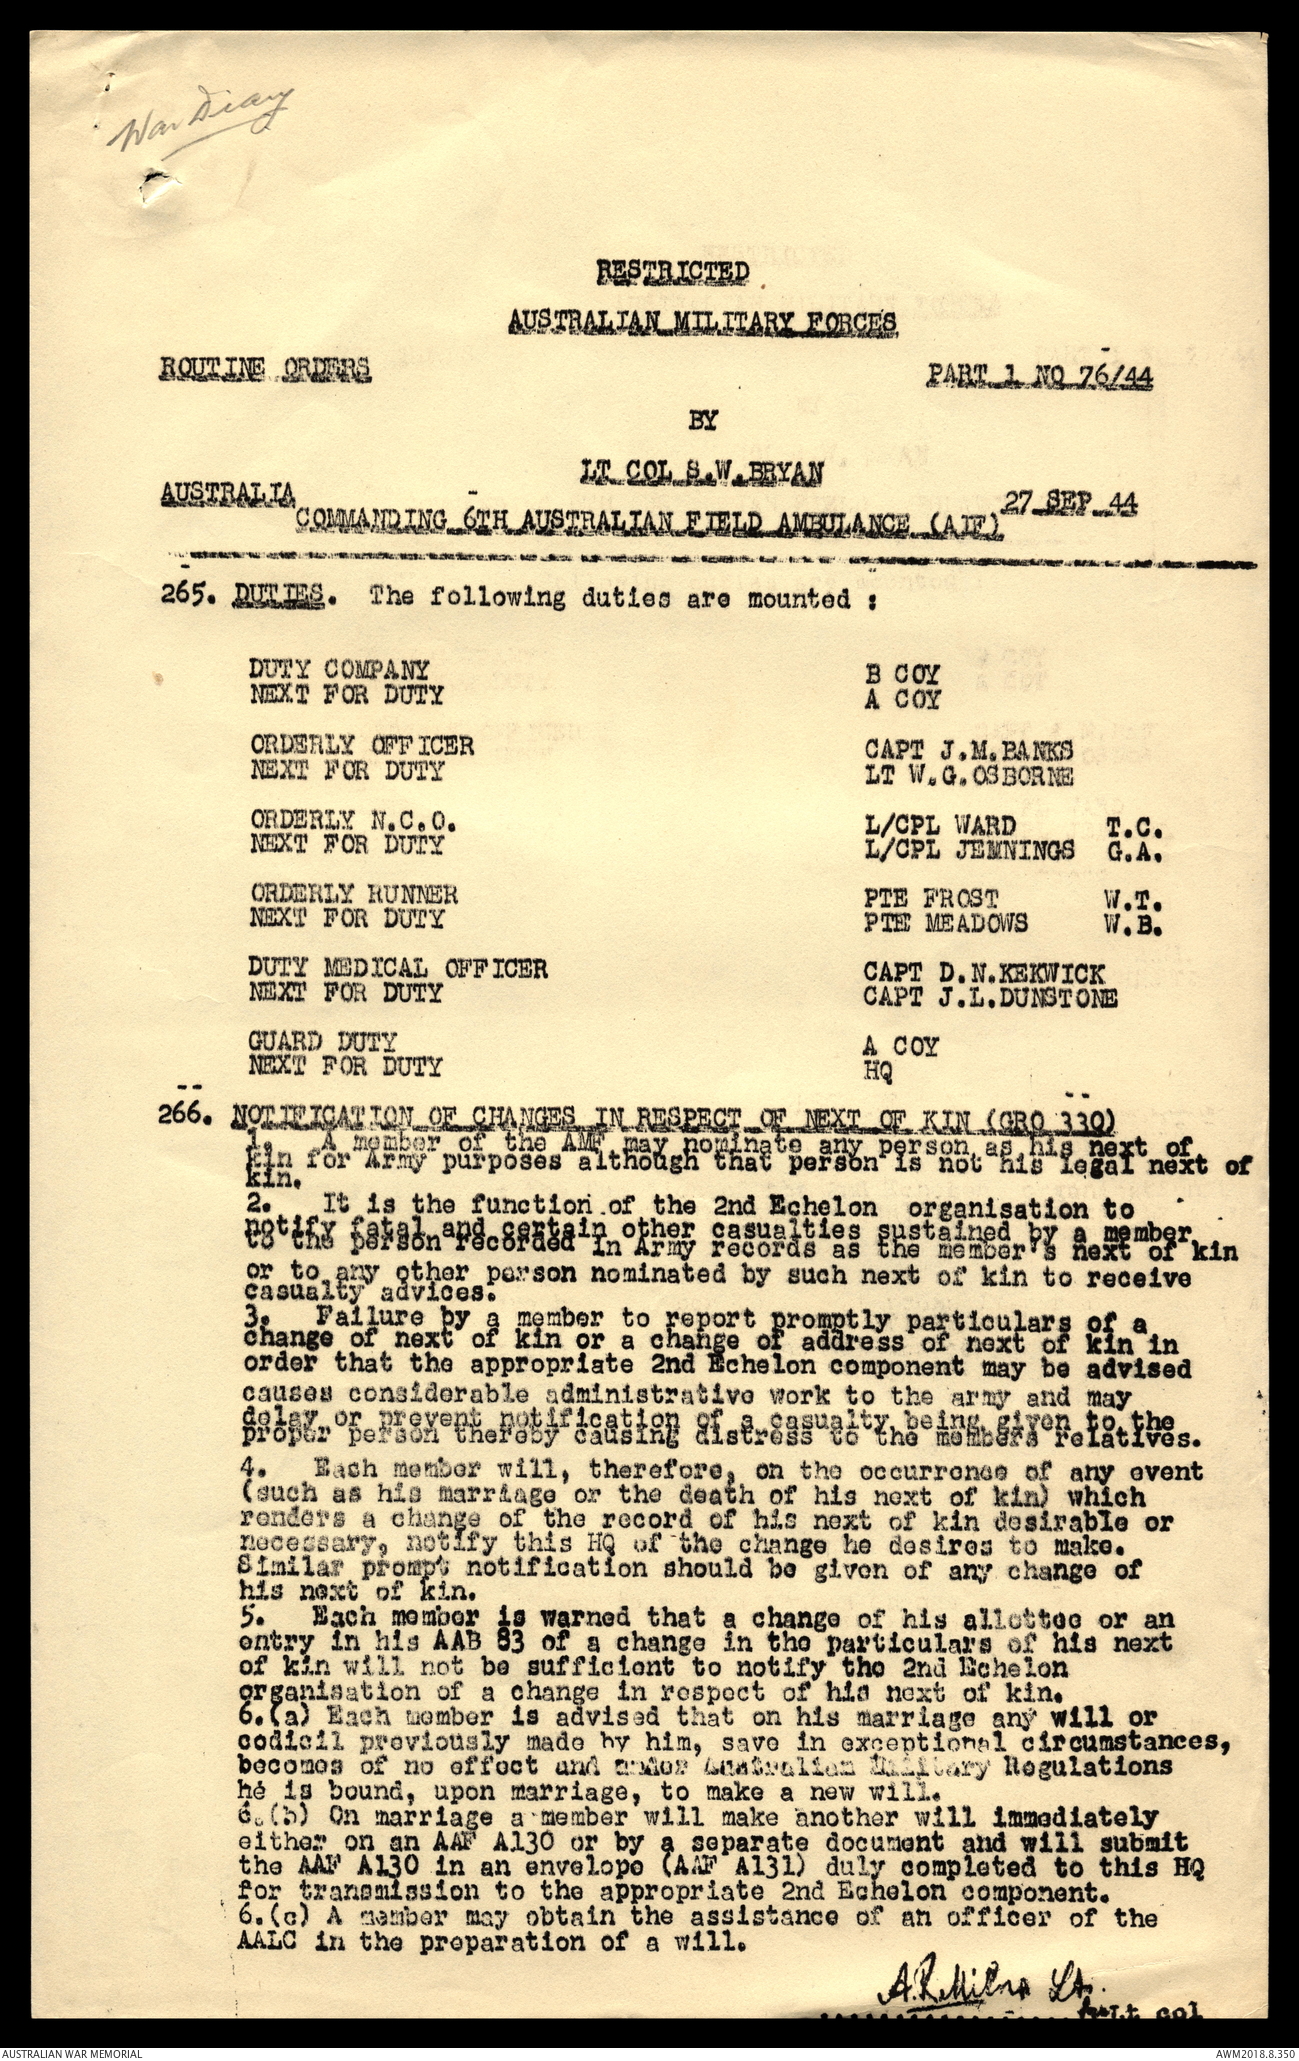 War Diary
RESTRICTED
AUSTRALIAN MILITARY FORCES
ROUTINE ORDERS PART 1 NO 76/44
BY
LT COL S.W.BRYAN
AUSTRALIA 27 SEP 44
COMMANDING 6TH AUSTRALIAN FIELD AMBULANCE (AIF)
265. DUTIES. The following duties are mounted :
DUTY COMPANY B COY
NEXT FOR DUTY A COY
ORDERLY OFFICER CAPT J.M.BANKS
NEXT FOR DUTY LT W.G.OSBORNE
ORDERLY N.C.O. L/CPL WARD T.C.
NEXT FOR DUTY L/CPL JENNINGS G.A.
ORDERLY RUNNER PTE FROST W.T.
NEXT FOR DUTY PTE MEADOWS W.B.
DUTY MEDICAL OFFICER CAPT D.N.KEKWICK
NEXT FOR DUTY CAPT J.L.DUNSTONE
GUARD DUTY A COY
NEXT FOR DUTY HQ
266. NOTIFICATION OF CHANGES IN RESPECT OF NEXT OF KIN (GRO 330)
1. A member of the AMF may nominate any person as his next of
kin for Army purposes although that person is not his legal next of
kin.
2. It is the function of the 2nd Echelon organisation to
notify fatal and certain other casualties sustained by a member
to the person recorded in Army records as the member's next of kin
or to any other person nominated by such next of kin to receive
casualty advices.
3. Failure by a member to report promptly particulars of a
change of next of kin or a change of address of next of kin in
order that the appropriate 2nd Echelon component may be advised
causes considerable administrative work to the army and may
delay or prevent notification of a casualty being given to the
proper person thereby causing distress to the members relatives.
4. Each member will, therefore, on the occurrence of any event
(such as his marriage or the death of his next of kin) which
renders a change of the record of his next of kin desirable or
necessary, notify this HQ of the change he desires to make.
Similar prompt notification should be given of any change of
his next of kin.
5. Each member is warned that a change of his allottee or an
entry in his AAB 83 of a change in the particulars of his next
of kin will not be sufficient to notify the 2nd Echelon
organisation of a change in respect of his next of kin.
6.(a) Each member is advised that on his marriage any will or
codicil previously made by him, save in exceptional circumstances,
becomes of no effect and under Australian Military Regulations
he is bound, upon marriage, to make a new will.
6.(b) On marriage a member will make another will immediately
either on an AAF A130 or by a separate document and will submit
the AAF A130 in an envelope (AAF A131) duly completed to this HQ
for transmission to the appropriate 2nd Echelon component.
6.(c) A member may obtain the assistance of an officer of the
AALC in the preparation of a will.
A.R.Milne Lt.
for Lt Col
AUSTRALIAN WAR MEMORIAL AWM2018.8.350